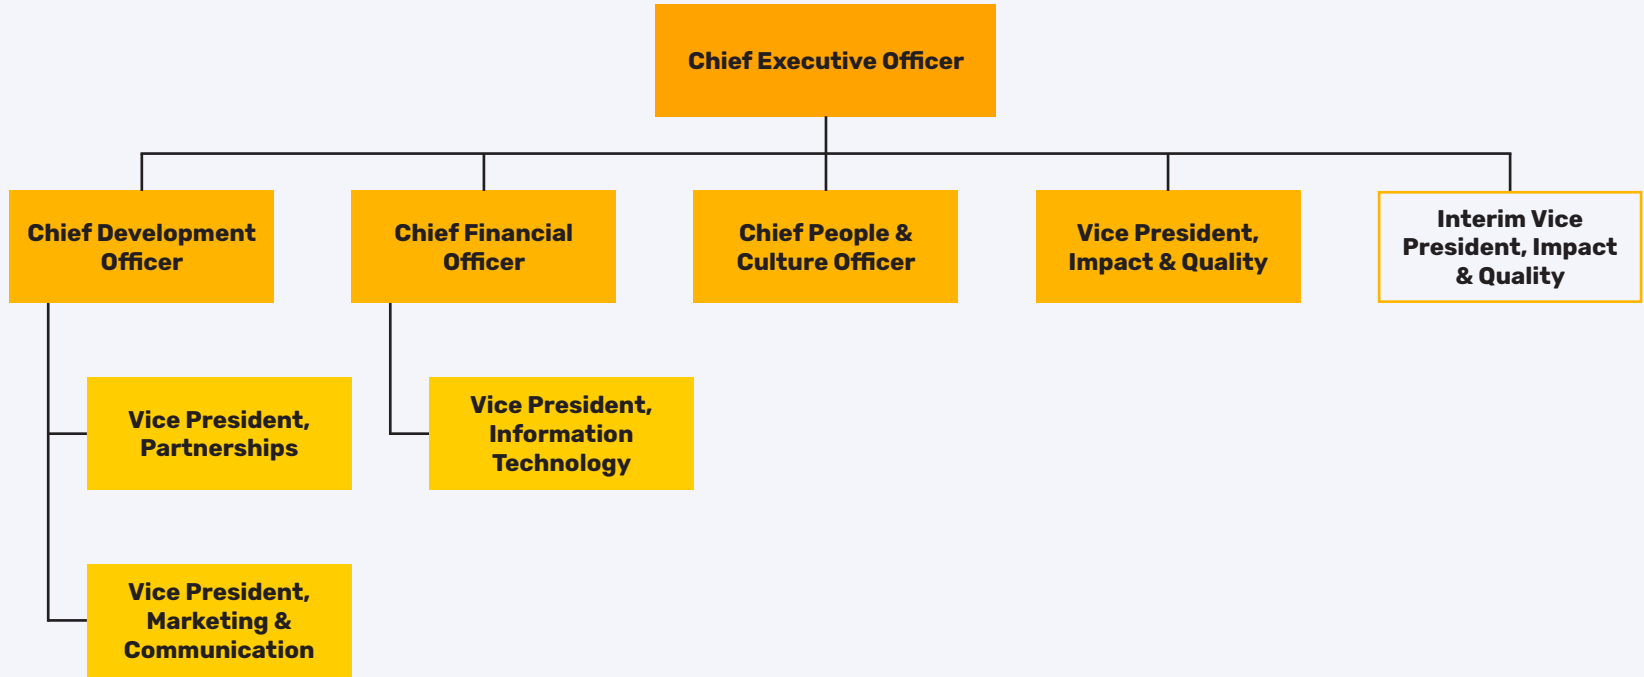 Chief Executive Officer
Chief Development
Officer
Chief Financial
Officer
Chief People &
Culture Officer
Vice President,
Impact & Quality
Interim Vice
President, Impact
& Quality
Vice President,
Partnerships
Vice President,
Information
Technology
Vice President,
Marketing &
Communication